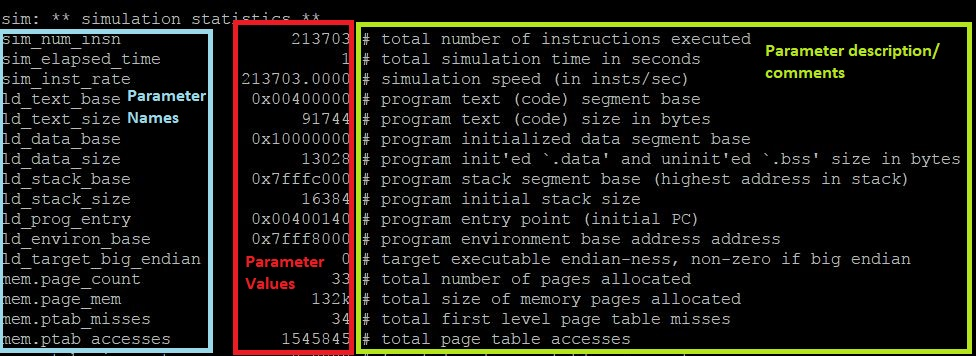 sim: ** simulation statistics **
sim_num_insn 213703 # total number of instructions executed
sim_elapsed_time 1 # total simulation time in seconds
sim_inst_rate 213703.0000 # simulation speed (in insts/sec)
ld_text_base 0x00400000 # program text (code) segment base
ld_text_size 91744 # program text (code) size in bytes
ld_data_base 0x10000000 # program initialized data segment base
ld_data_size 13028 # program init'ed `.data' and uninit'ed `.bss' size in bytes
ld_stack_base 0x7fffc000 # program stack segment base (highest address in stack)
ld_stack_size 16384 # program initial stack size
ld_prog_entry 0x00400140 # program entry point (initial PC)
ld_environ_base 0x7fff8000 # program environment base address address
ld_target_big_endian 0 # target executable endian-ness, non-zero if big endian
mem.page_count 33 # total number of pages allocated
mem.page_mem 132k # total size of memory pages allocated
mem.ptab_misses 34 # total first level page table misses
mem.ptab_accesses 1545845 # total page table accesses
Parameter
Names
Parameter
Values
Parameter description/
comments